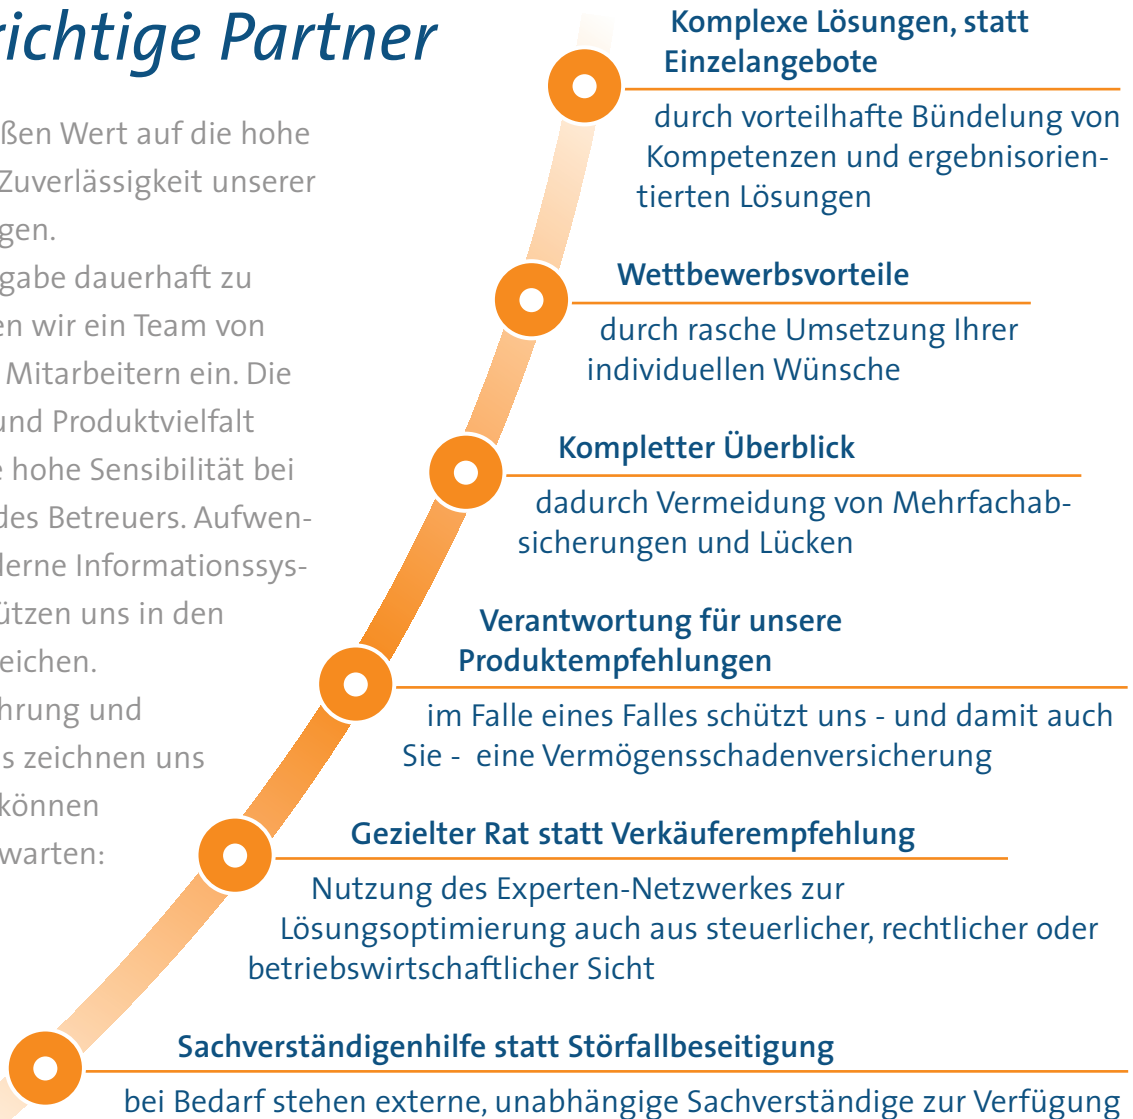 richtige Partner
ßen Wert auf die hohe
Zuverlässigkeit unserer
gen.
gabe dauerhaft zu
en wir ein Team von
Mitarbeitern ein. Die
und Produktvielfalt
e hohe Sensibilität bei
des Betreuers. Aufwen-
lerne Informationssys-
ützen uns in den
eichen.
hrung und
s zeichnen uns
können
warten:
Komplexe Lösungen, statt
Einzelangebote
durch vorteilhafte Bündelung von
Kompetenzen und ergebnisorien-
tierten Lösungen
Wettbewerbsvorteile
durch rasche Umsetzung Ihrer
individuellen Wünsche
Kompletter Überblick
dadurch Vermeidung von Mehrfachab-
sicherungen und Lücken
Verantwortung für unsere
Produktempfehlungen
im Falle eines Falles schützt uns - und damit auch
Sie - eine Vermögensschadenversicherung
Gezielter Rat statt Verkäuferempfehlung
Nutzung des Experten-Netzwerkes zur
Lösungsoptimierung auch aus steuerlicher, rechtlicher oder
betriebswirtschaftlicher Sicht
Sachverständigenhilfe statt Störfallbeseitigung
bei Bedarf stehen externe, unabhängige Sachverständige zur Verfügung